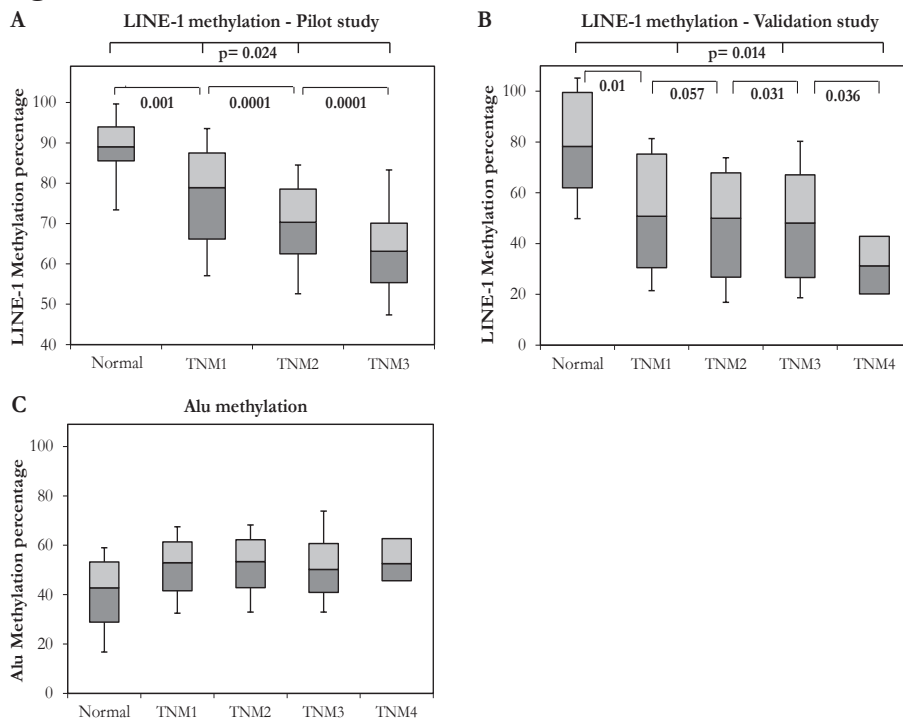 A
LINE-1 methylation - Pilot study
p= 0.024
0.001
0.0001
0.0001
LINE-1 Methylation percentage
100
90
80
70
60
50
40
Normal
TNM1
TNM2
TNM3
B
LINE-1 methylation - Validation study
p= 0.014
0.01
0.057
0.031
0.036
LINE-1 Methylation percentage
100
80
60
40
20
0
Normal
TNM1
TNM2
TNM3
TNM4
C
Alu methylation
Alu Methylation percentage
100
80
60
40
20
0
Normal
TNM1
TNM2
TNM3
TNM4